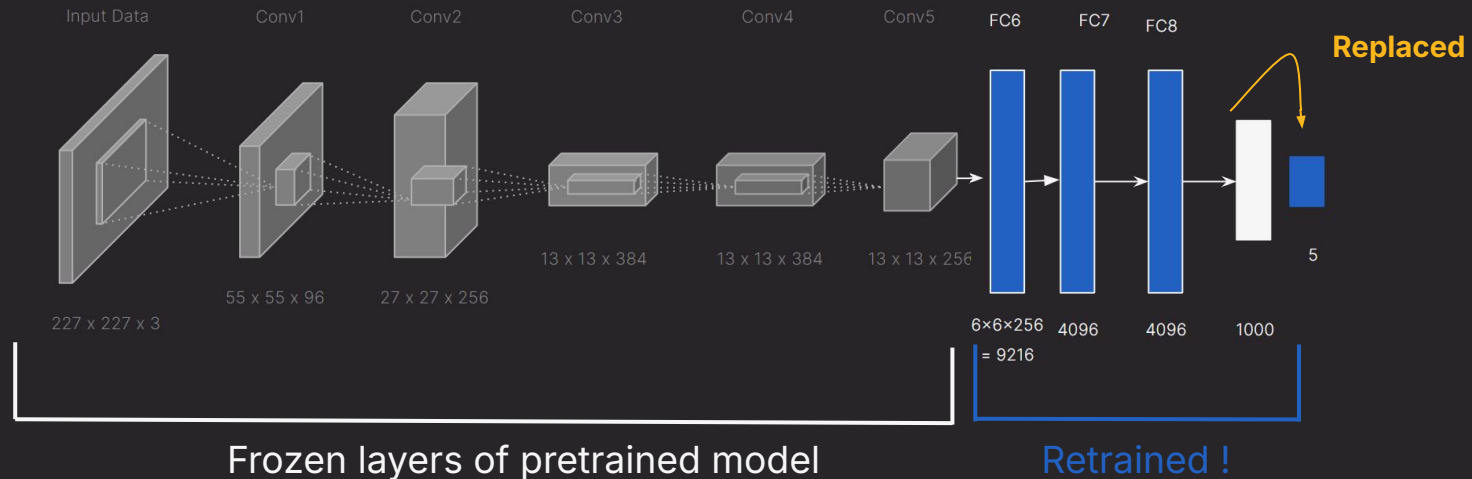 Input Data
Conv1
Conv2
Conv3
Conv4
Conv5
FC6
FC7
FC8
Replaced
227 x 227 x 3
55 x 55 x 96
27 x 27 x 256
13 x 13 x 384
13 x 13 x 384
13 x 13 x 256
6×6×256
= 9216
4096
4096
1000
5
Frozen layers of pretrained model
Retrained !